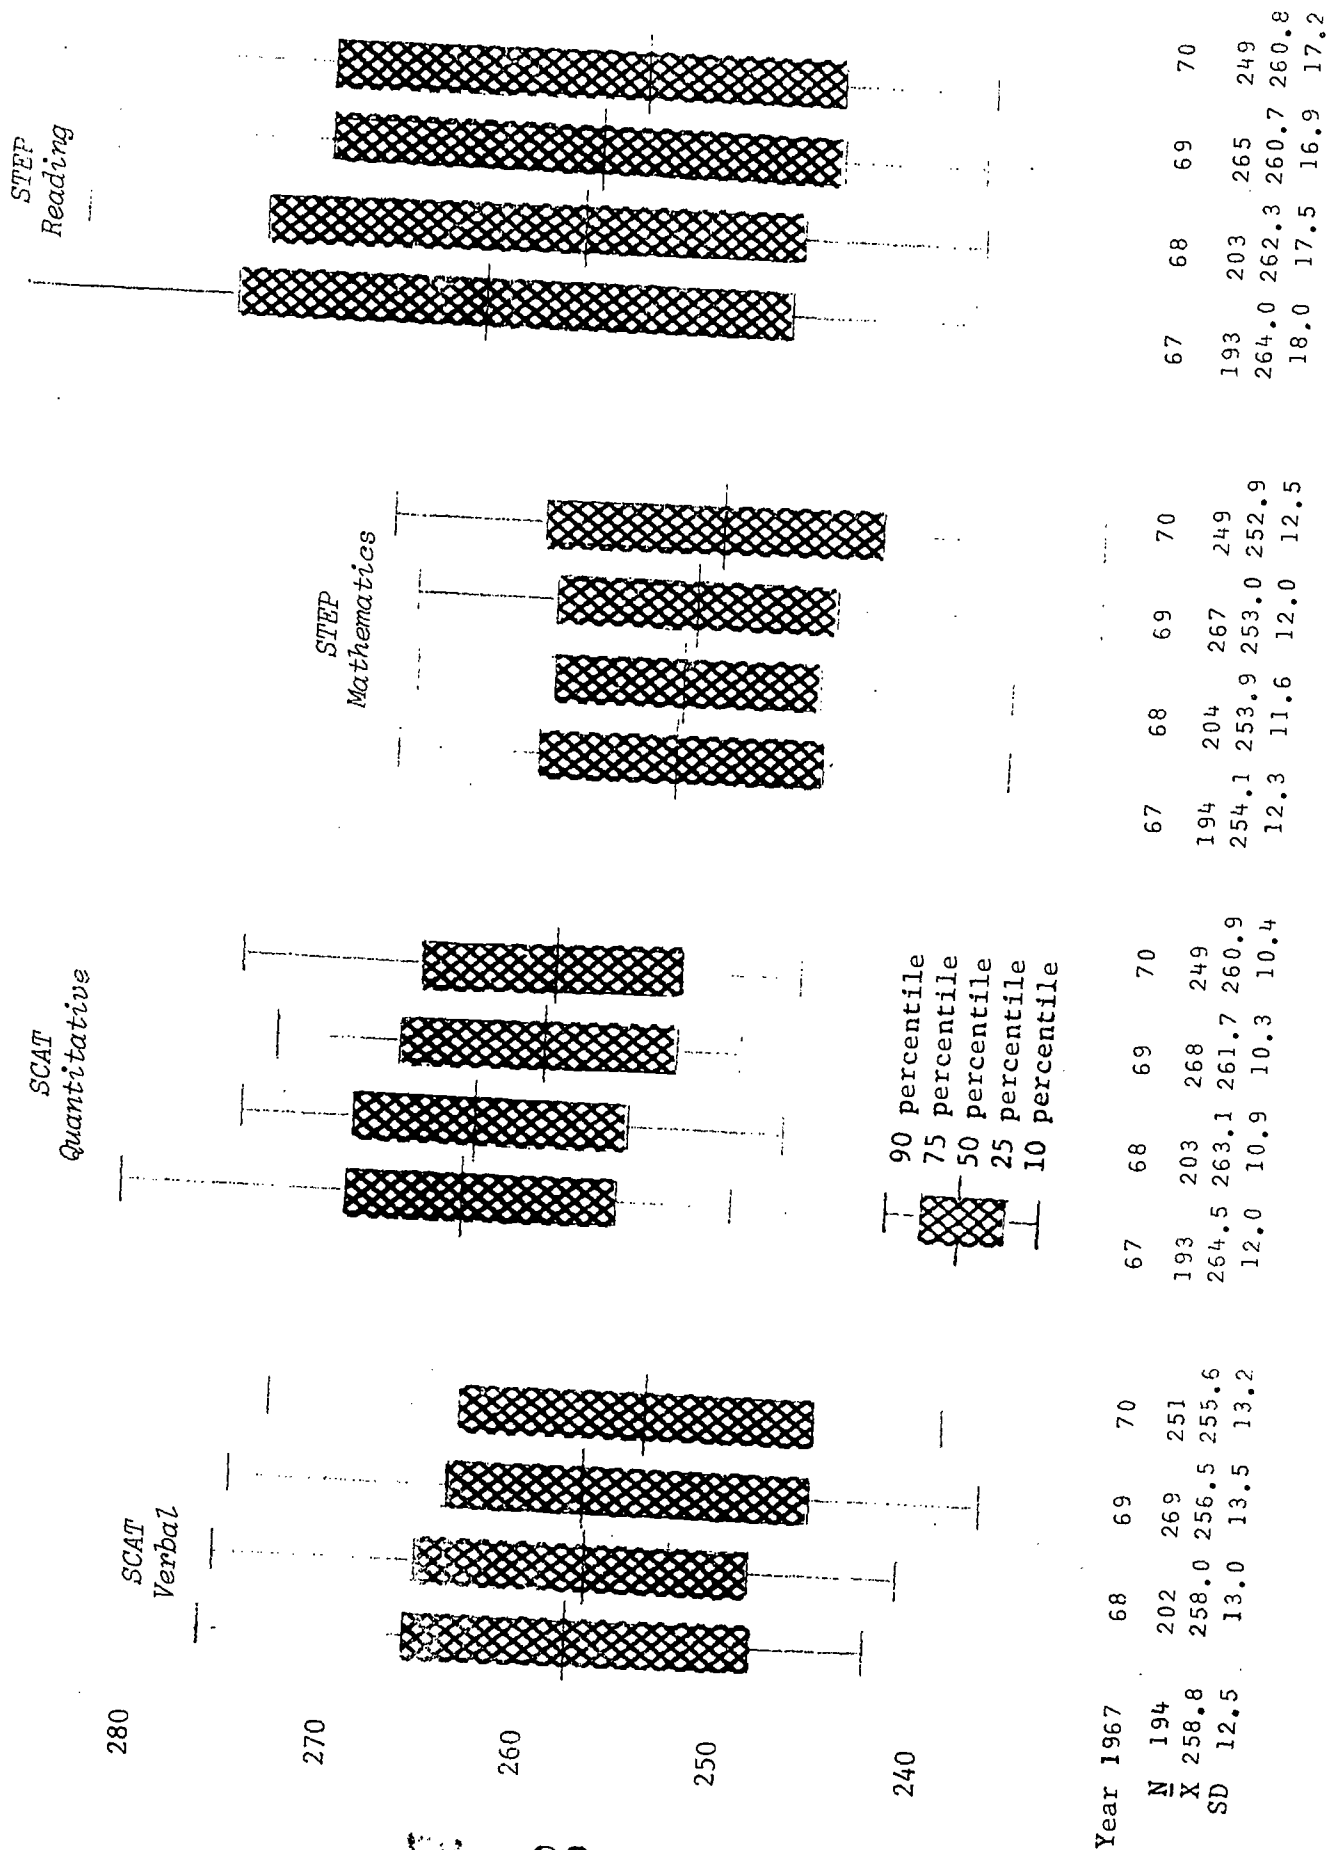 SCAT
Verbal
SCAT
Quantitative
STEP
Mathematics
STEP
Reading
280
270
260
250
240
90 percentile
75 percentile
50 percentile
25 percentile
10 percentile
Year 1967 68 69 70 67 68 69 70 67 68 69 70 67 68 69 70
N 194 202 269 251 193 203 268 249 194 204 267 249 193 203 265 249
X 258.8 258.0 256.5 255.6 264.5 263.1 261.7 260.9 254.1 253.9 253.0 252.9 264.0 262.3 260.7 260.8
SD 12.5 13.0 13.5 13.2 12.0 10.9 10.3 10.4 12.3 11.6 12.0 12.5 18.0 17.5 16.9 17.2